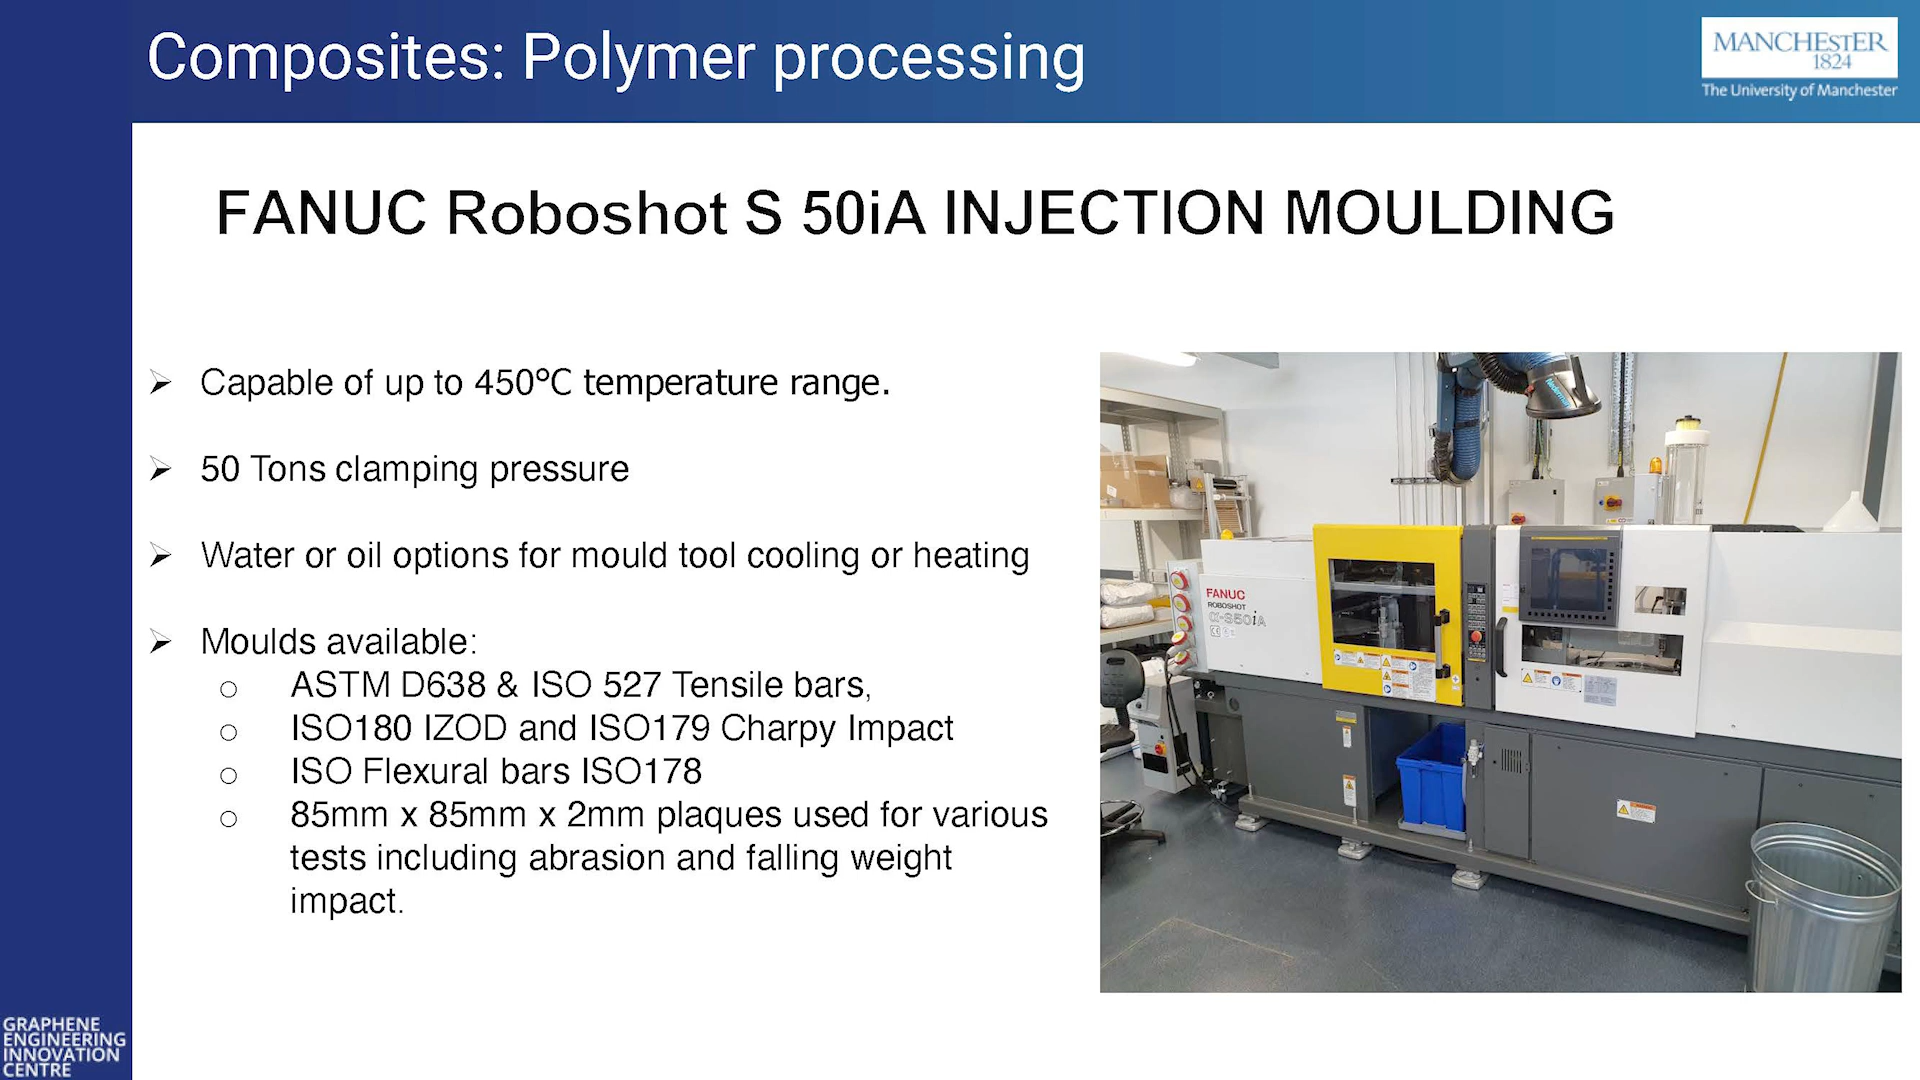 Composites: Polymer processing
MANCHESTER
1824
The University of Manchester
FANUC Roboshot S 50iA INJECTION MOULDING
➢ Capable of up to 450°C temperature range.
➢ 50 Tons clamping pressure
➢ Water or oil options for mould tool cooling or heating
➢ Moulds available:
o ASTM D638 & ISO 527 Tensile bars,
o ISO180 IZOD and ISO179 Charpy Impact
o ISO Flexural bars ISO178
o 85mm x 85mm x 2mm plaques used for various
tests including abrasion and falling weight
impact.
Nederman
FANUC
ROBOSHOT
α-S50iA
GRAPHENE
ENGINEERING
INNOVATION
CENTRE